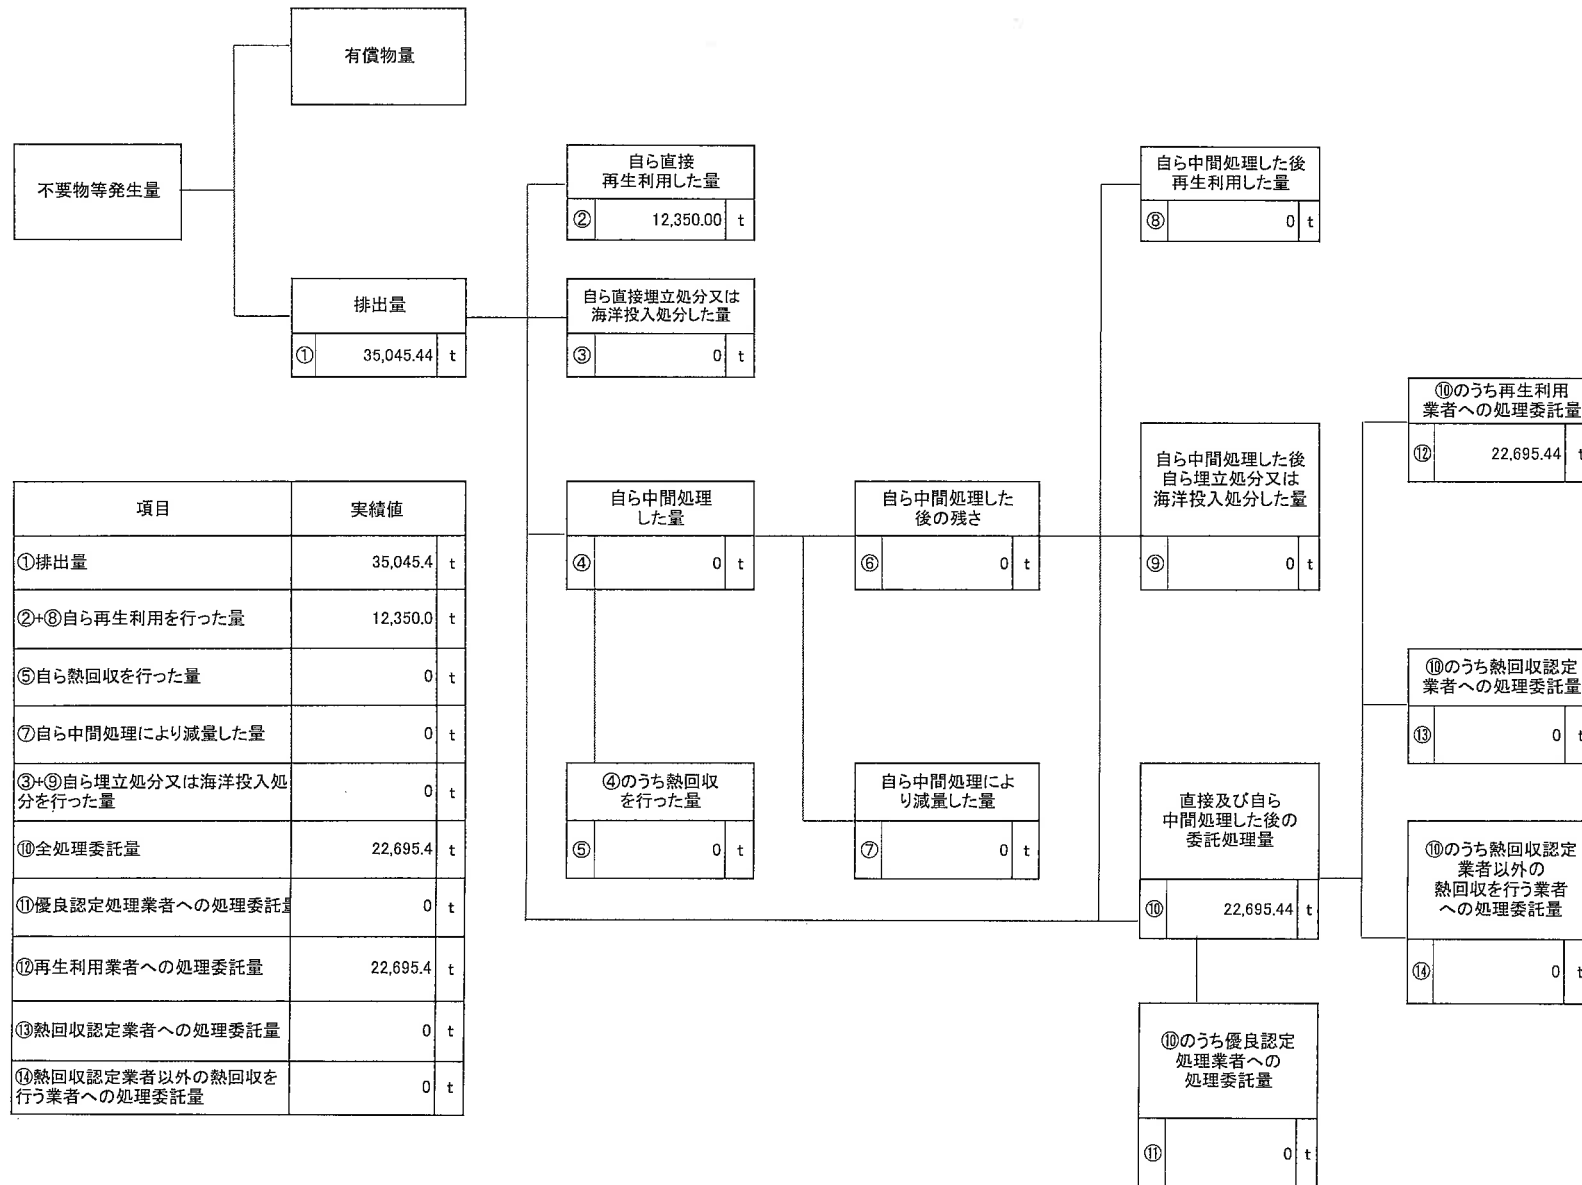 有償物量
不要物等発生量
排出量
① 35,045.44 t
自ら直接
再生利用した量
② 12,350.00 t
自ら直接埋立処分又は
海洋投入処分した量
③ 0 t
自ら中間処理
した量
④ 0 t
④のうち熱回収
を行った量
⑤ 0 t
自ら中間処理した
後の残さ
⑥ 0 t
自ら中間処理によ
り減量した量
⑦ 0 t
自ら中間処理した後
再生利用した量
⑧ 0 t
自ら中間処理した後
自ら埋立処分又は
海洋投入処分した量
⑨ 0 t
直接及び自ら
中間処理した後の
委託処理量
⑩ 22,695.44 t
⑩のうち優良認定
処理業者への
処理委託量
⑪ 0 t
⑩のうち再生利用
業者への処理委託量
⑫ 22,695.44 t
⑩のうち熱回収認定
業者への処理委託量
⑬ 0 t
⑩のうち熱回収認定
業者以外の
熱回収を行う業者
への処理委託量
⑭ 0 t
項目 実績値
①排出量 35,045.4 t
②+⑧自ら再生利用を行った量 12,350.0 t
⑤自ら熱回収を行った量 0 t
⑦自ら中間処理により減量した量 0 t
③+⑨自ら埋立処分又は海洋投入処
分を行った量 0 t
⑩全処理委託量 22,695.4 t
⑪優良認定処理業者への処理委託量 0 t
⑫再生利用業者への処理委託量 22,695.4 t
⑬熱回収認定業者への処理委託量 0 t
⑭熱回収認定業者以外の熱回収を
行う業者への処理委託量 0 t